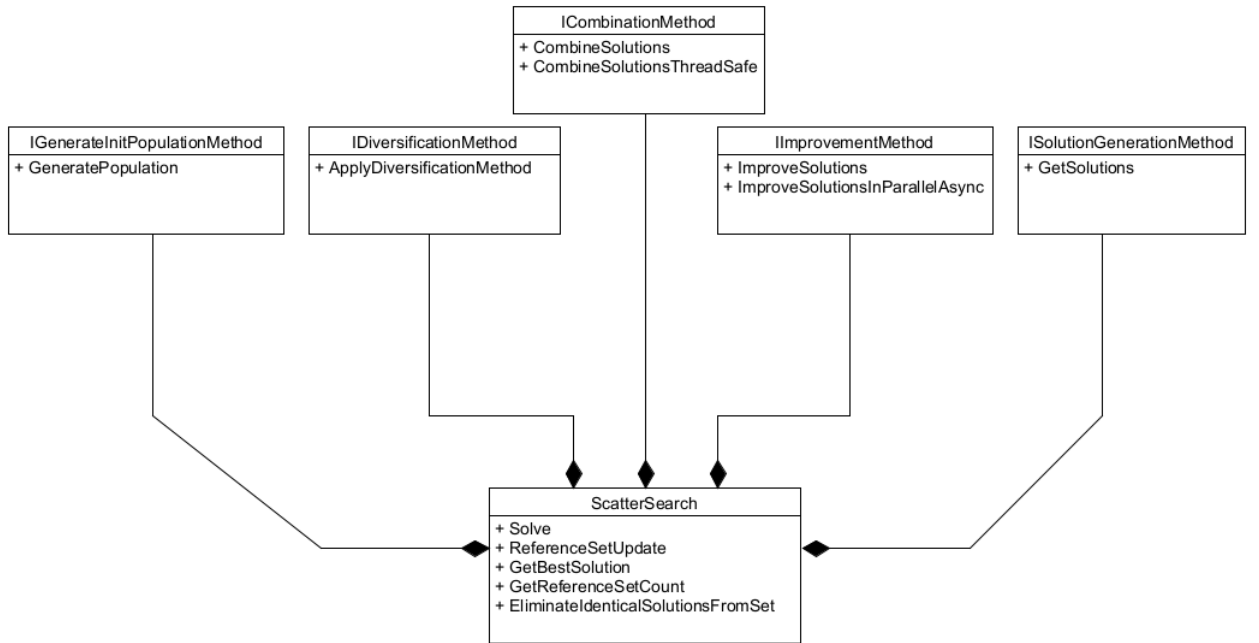 ICombinationMethod
+ CombineSolutions
+ CombineSolutionsThreadSafe
IGenerateInitPopulationMethod
+ GeneratePopulation
IDiversificationMethod
+ ApplyDiversificationMethod
IImprovementMethod
+ ImproveSolutions
+ ImproveSolutionsInParallelAsync
ISolutionGenerationMethod
+ GetSolutions
ScatterSearch
+ Solve
+ ReferenceSetUpdate
+ GetBestSolution
+ GetReferenceSetCount
+ EliminateIdenticalSolutionsFromSet